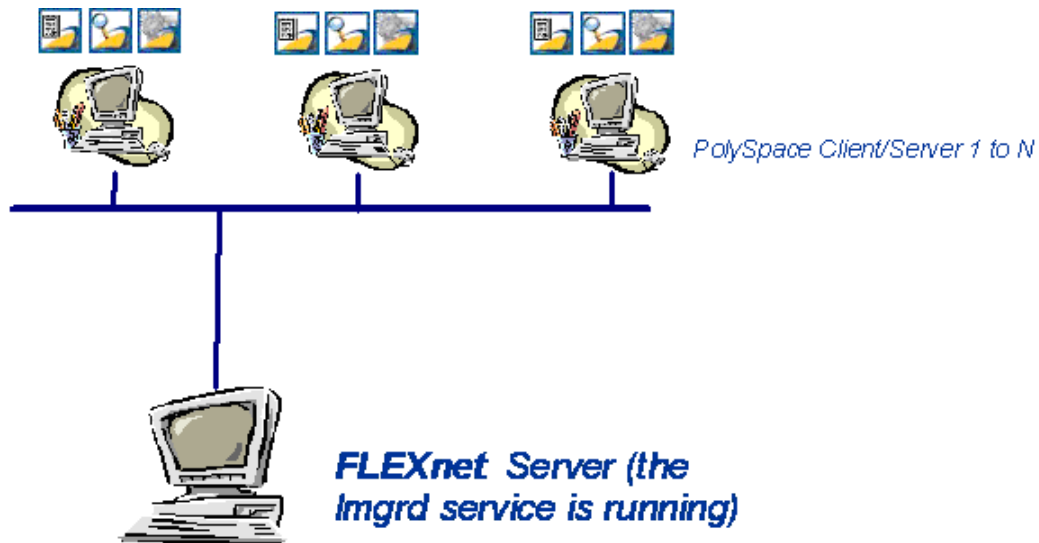 PolySpace Client/Server 1 to N
FLEXnet Server (the
lmgrd service is running)